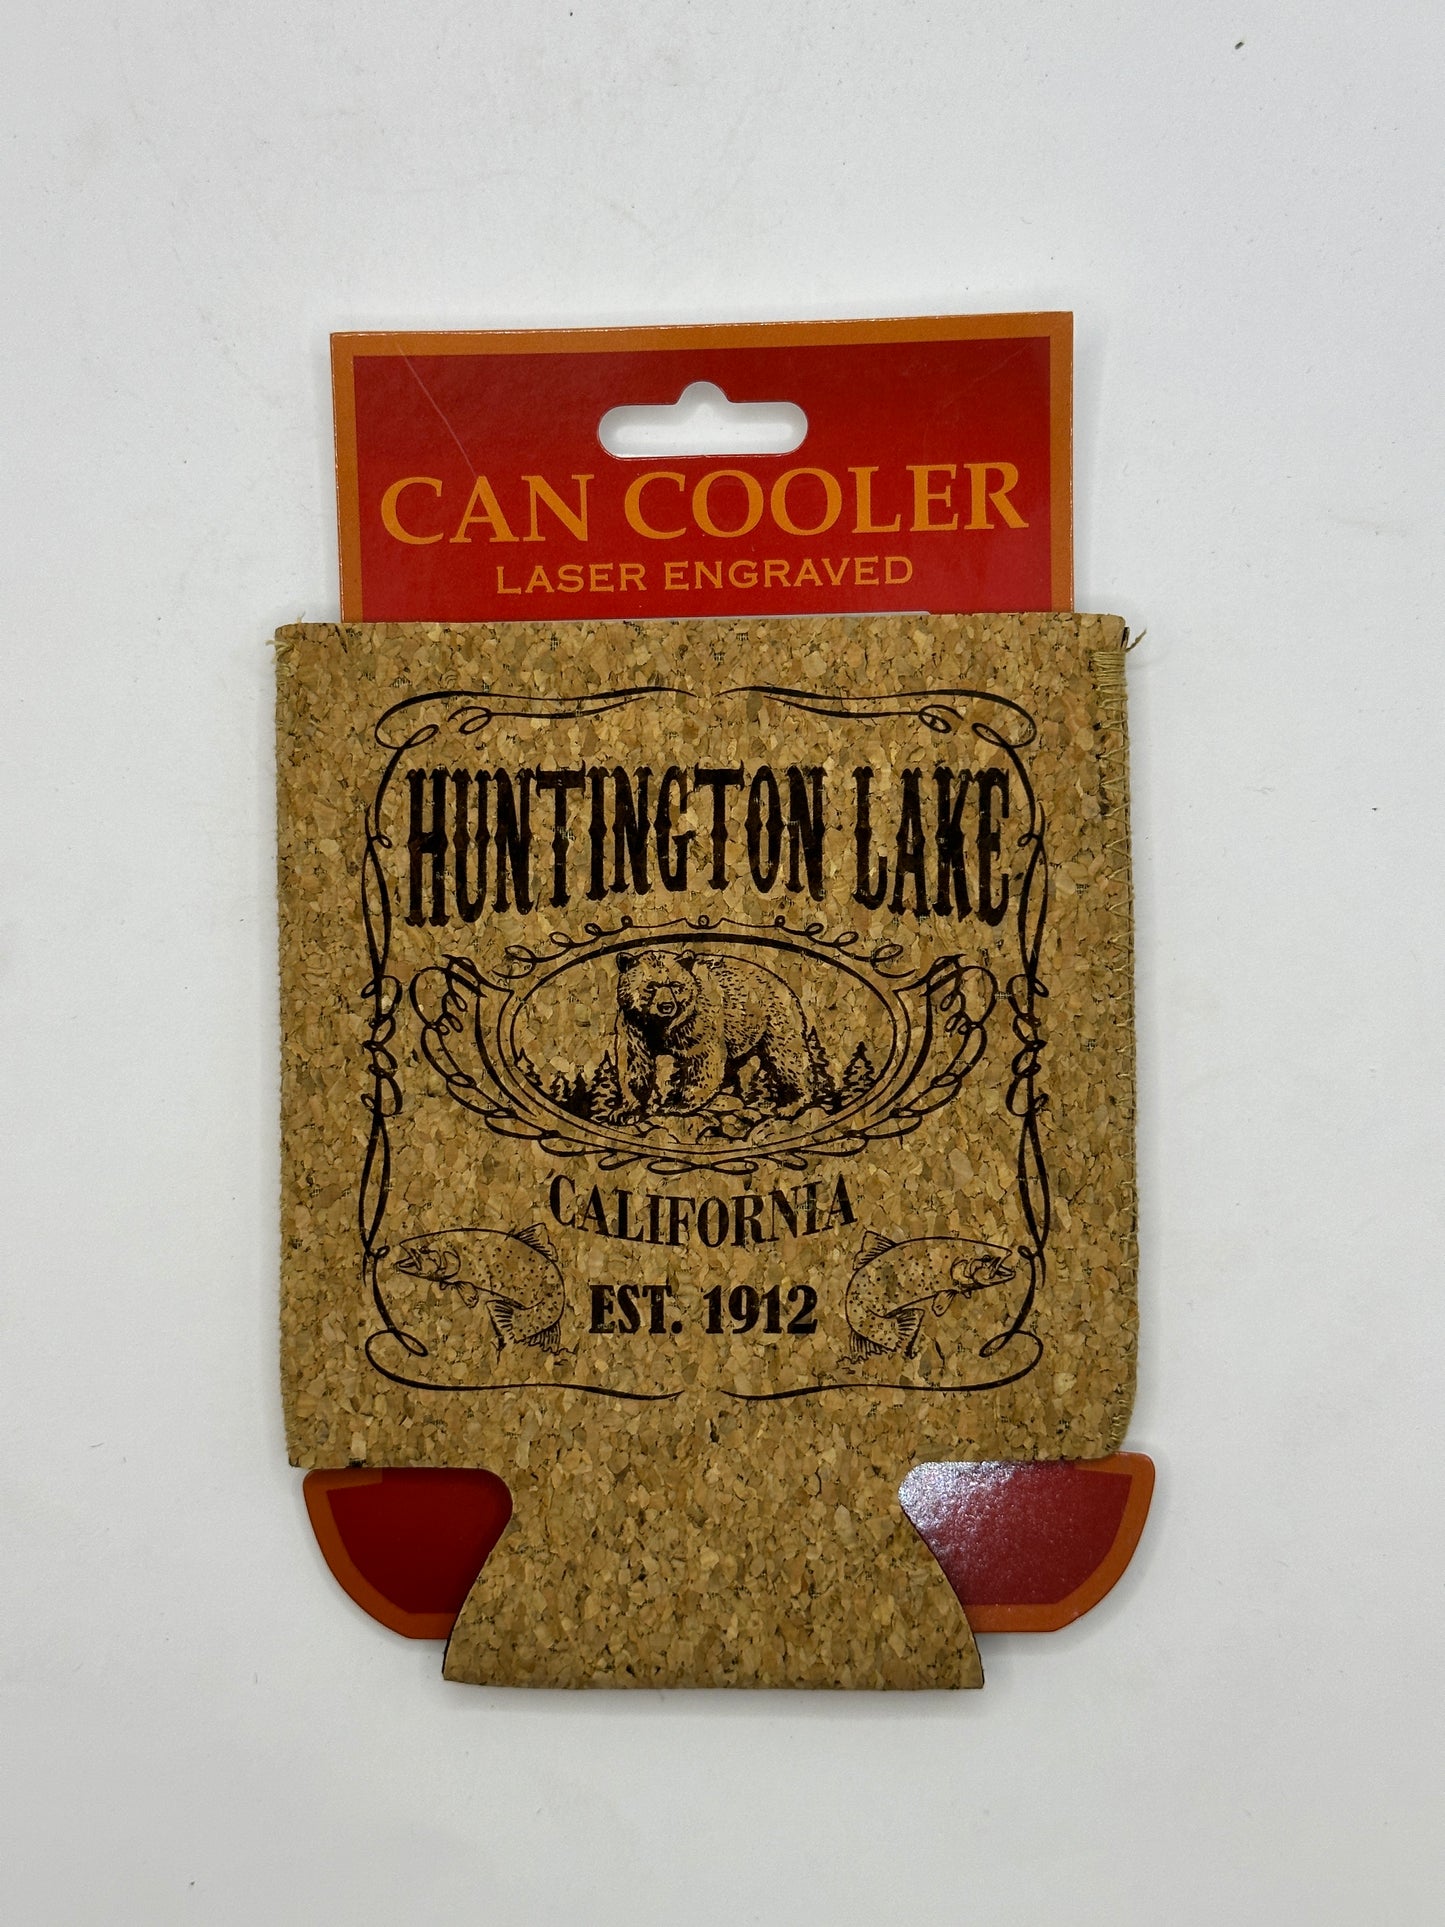 CAN COOLER
LASER ENGRAVED
HUNTINGTON LAKE
CALIFORNIA
EST. 1912